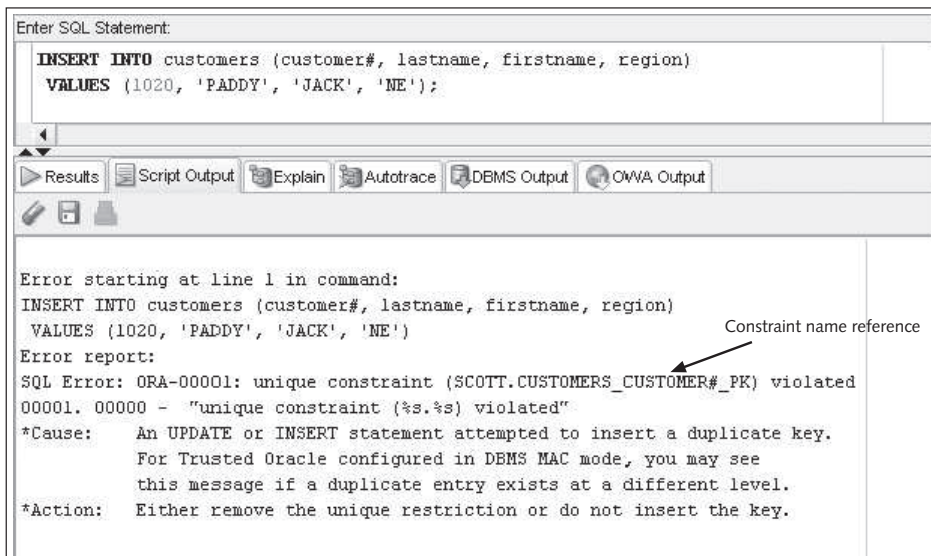 Enter SQL Statement:
INSERT INTO customers (customer#, lastname, firstname, region)
VALUES (1020, 'PADDY', 'JACK', 'NE');
Results Script Output Explain Autotrace DBMS Output OWA Output
Error starting at line 1 in command:
INSERT INTO customers (customer#, lastname, firstname, region)
VALUES (1020, 'PADDY', 'JACK', 'NE')
Constraint name reference
Error report:
SQL Error: ORA-00001: unique constraint (SCOTT.CUSTOMERS_CUSTOMER#_PK) violated
00001. 00000 - "unique constraint (%s.%s) violated"
*Cause: An UPDATE or INSERT statement attempted to insert a duplicate key.
For Trusted Oracle configured in DBMS MAC mode, you may see
this message if a duplicate entry exists at a different level.
*Action: Either remove the unique restriction or do not insert the key.